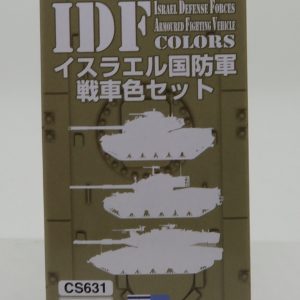 IDF
ISRAEL DEFENSE FORCES
ARMOURED FIGHTING VEHICLE
COLORS
イスラエル国防軍
戦車色セット
CS631